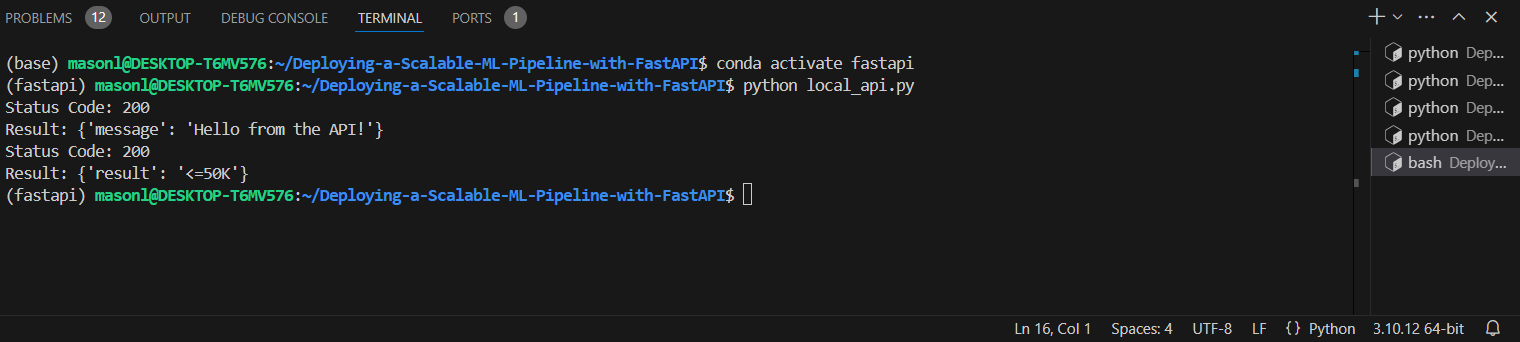 PROBLEMS 12 OUTPUT DEBUG CONSOLE TERMINAL PORTS 1
(base) masonl@DESKTOP-T6MV576:~/Deploying-a-Scalable-ML-Pipeline-with-FastAPI$ conda activate fastapi
(fastapi) masonl@DESKTOP-T6MV576:~/Deploying-a-Scalable-ML-Pipeline-with-FastAPI$ python local_api.py
Status Code: 200
Result: {'message': 'Hello from the API!'}
Status Code: 200
Result: {'result': '<=50K'}
(fastapi) masonl@DESKTOP-T6MV576:~/Deploying-a-Scalable-ML-Pipeline-with-FastAPI$
python Dep...
python Dep...
python Dep...
python Dep...
bash Deploy...
Ln 16, Col 1 Spaces: 4 UTF-8 LF {} Python 3.10.12 64-bit